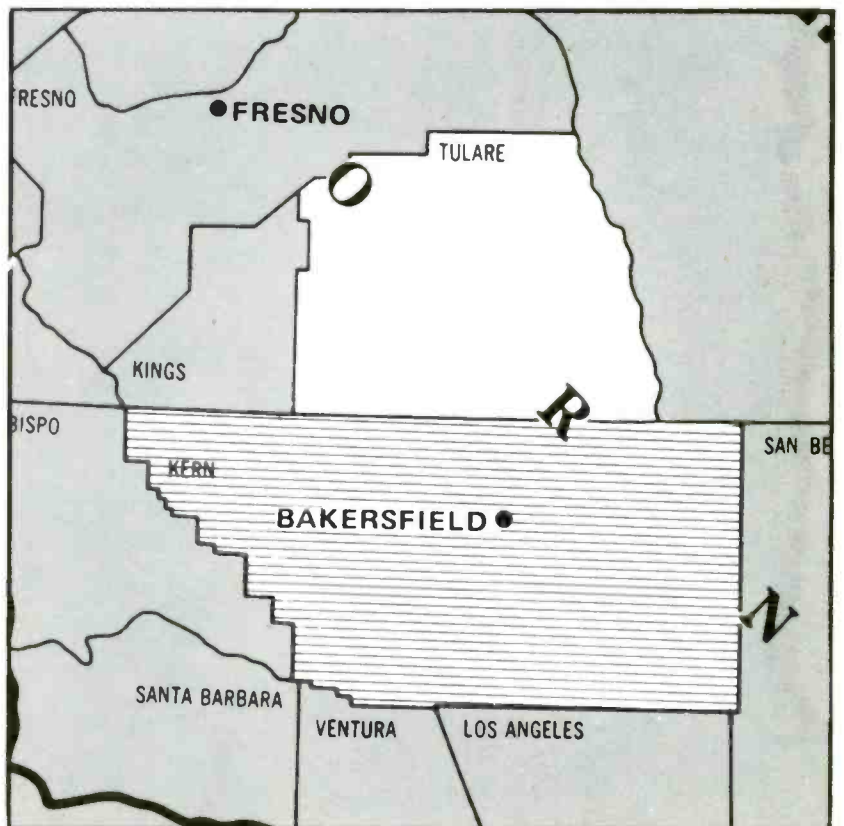 FRESNO
FRESNO
TULARE
O
KINGS
R
BISPO
SAN BE
KERN
BAKERSFIELD
N
SANTA BARBARA
VENTURA
LOS ANGELES